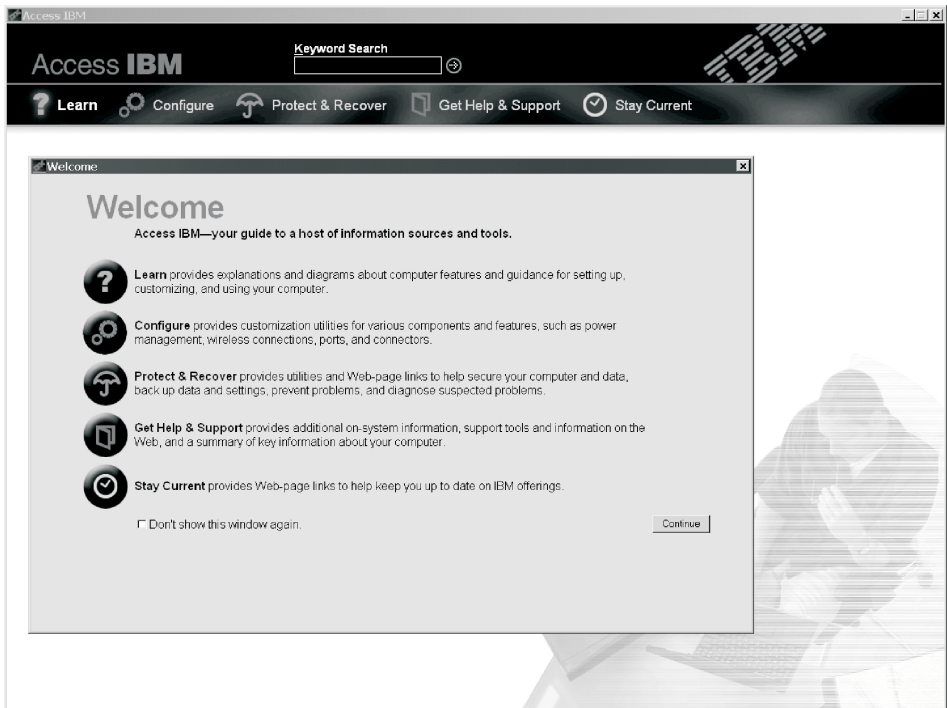 Access IBM
Keyword Search
Access IBM
IBM
Learn Configure Protect & Recover Get Help & Support Stay Current
Welcome
Welcome
Access IBM—your guide to a host of information sources and tools.
Learn provides explanations and diagrams about computer features and guidance for setting up,
customizing, and using your computer.
Configure provides customization utilities for various components and features, such as power
management, wireless connections, ports, and connectors.
Protect & Recover provides utilities and Web-page links to help secure your computer and data,
back up data and settings, prevent problems, and diagnose suspected problems.
Get Help & Support provides additional on-system information, support tools and information on the
Web, and a summary of key information about your computer.
Stay Current provides Web-page links to help keep you up to date on IBM offerings.
Don't show this window again.
Continue